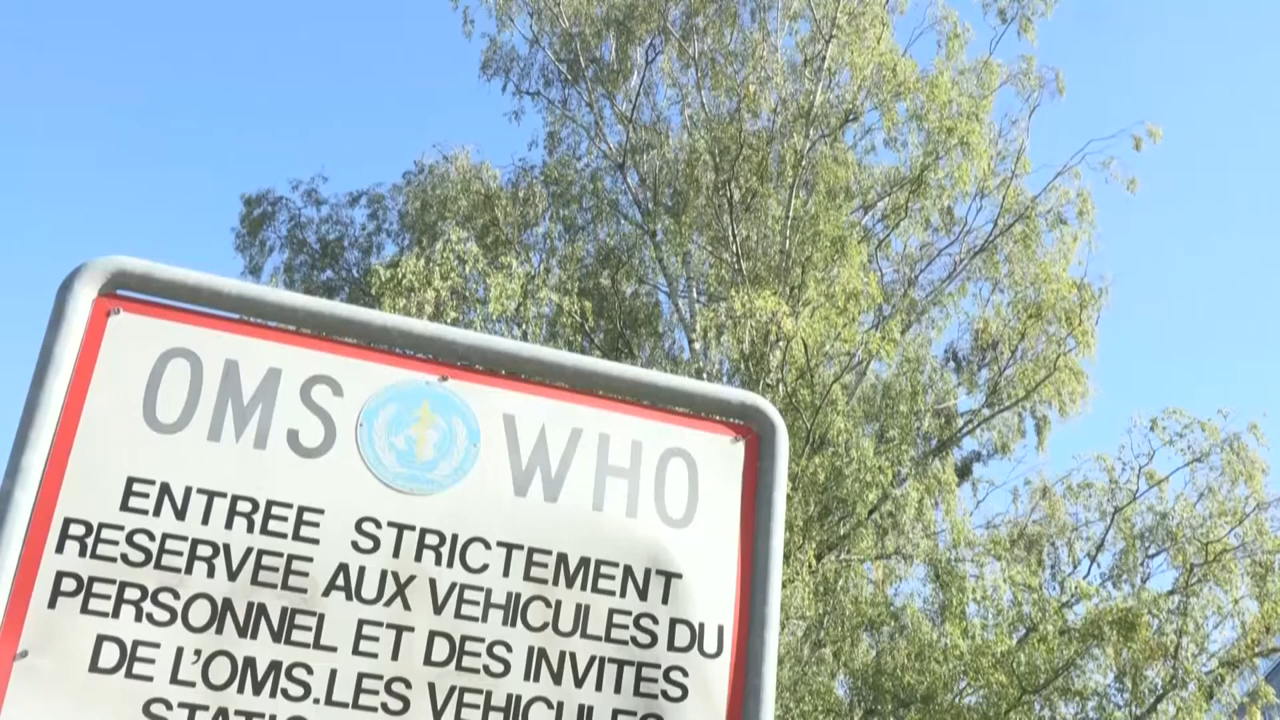 OMS WHO
ENTREE STRICTEMENT
RESERVEE AUX VEHICULES DU
PERSONNEL ET DES INVITES
DE L'OMS.LES VEHICULES